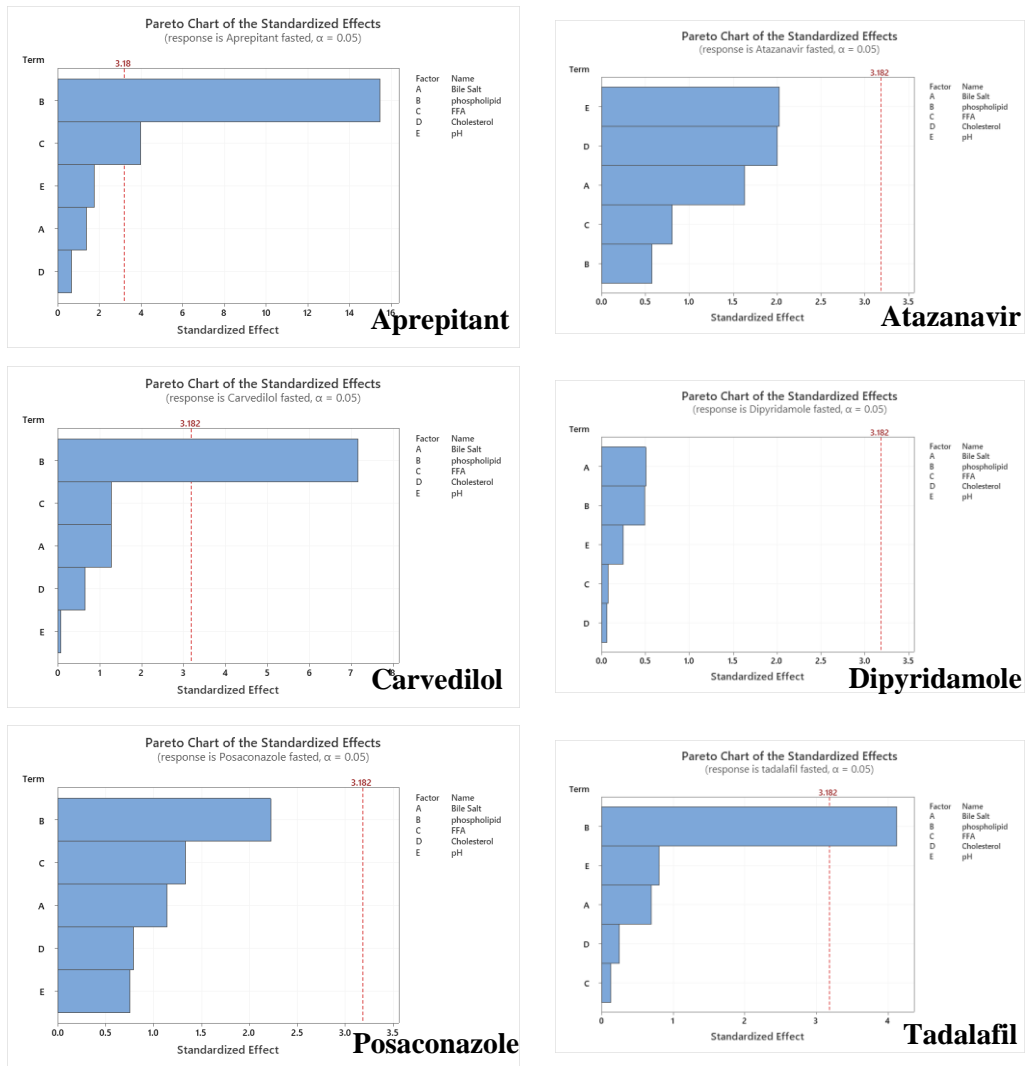 Pareto Chart of the Standardized Effects
(response is Aprepitant fasted, α = 0.05)
Term
3.18
Factor Name
A Bile Salt
B phospholipid
C FFA
D Cholesterol
E pH
B
C
E
A
D
0 2 4 6 8 10 12 14 16
Standardized Effect
Aprepitant
Pareto Chart of the Standardized Effects
(response is Atazanavir fasted, α = 0.05)
Term
3.182
Factor Name
A Bile Salt
B phospholipid
C FFA
D Cholesterol
E pH
E
D
A
C
B
0.0 0.5 1.0 1.5 2.0 2.5 3.0 3.5
Standardized Effect
Atazanavir
Pareto Chart of the Standardized Effects
(response is Carvedilol fasted, α = 0.05)
Term
3.182
Factor Name
A Bile Salt
B phospholipid
C FFA
D Cholesterol
E pH
B
C
A
D
E
0 1 2 3 4 5 6 7 8
Standardized Effect
Carvedilol
Pareto Chart of the Standardized Effects
(response is Dipyridamole fasted, α = 0.05)
Term
3.182
Factor Name
A Bile Salt
B phospholipid
C FFA
D Cholesterol
E pH
A
B
E
C
D
0.0 0.5 1.0 1.5 2.0 2.5 3.0 3.5
Standardized Effect
Dipyridamole
Pareto Chart of the Standardized Effects
(response is Posaconazole fasted, α = 0.05)
Term
3.182
Factor Name
A Bile Salt
B phospholipid
C FFA
D Cholesterol
E pH
B
C
A
D
E
0.0 0.5 1.0 1.5 2.0 2.5 3.0 3.5
Standardized Effect
Posaconazole
Pareto Chart of the Standardized Effects
(response is tadalafil fasted, α = 0.05)
Term
3.182
Factor Name
A Bile Salt
B phospholipid
C FFA
D Cholesterol
E pH
B
E
A
D
C
0 1 2 3 4
Standardized Effect
Tadalafil